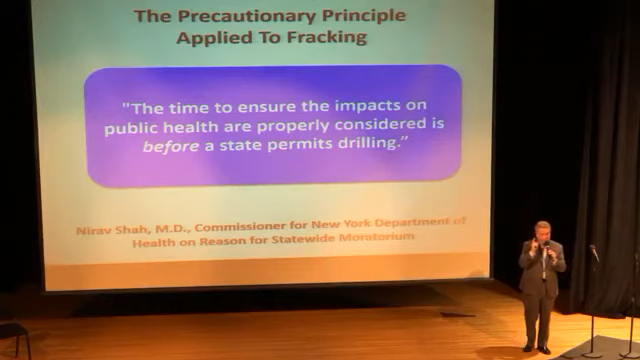 The Precautionary Principle
Applied To Fracking
"The time to ensure the impacts on
public health are properly considered is
before a state permits drilling.”
Nirav Shah, M.D., Commissioner for New York Department of
Health on Reason for Statewide Moratorium